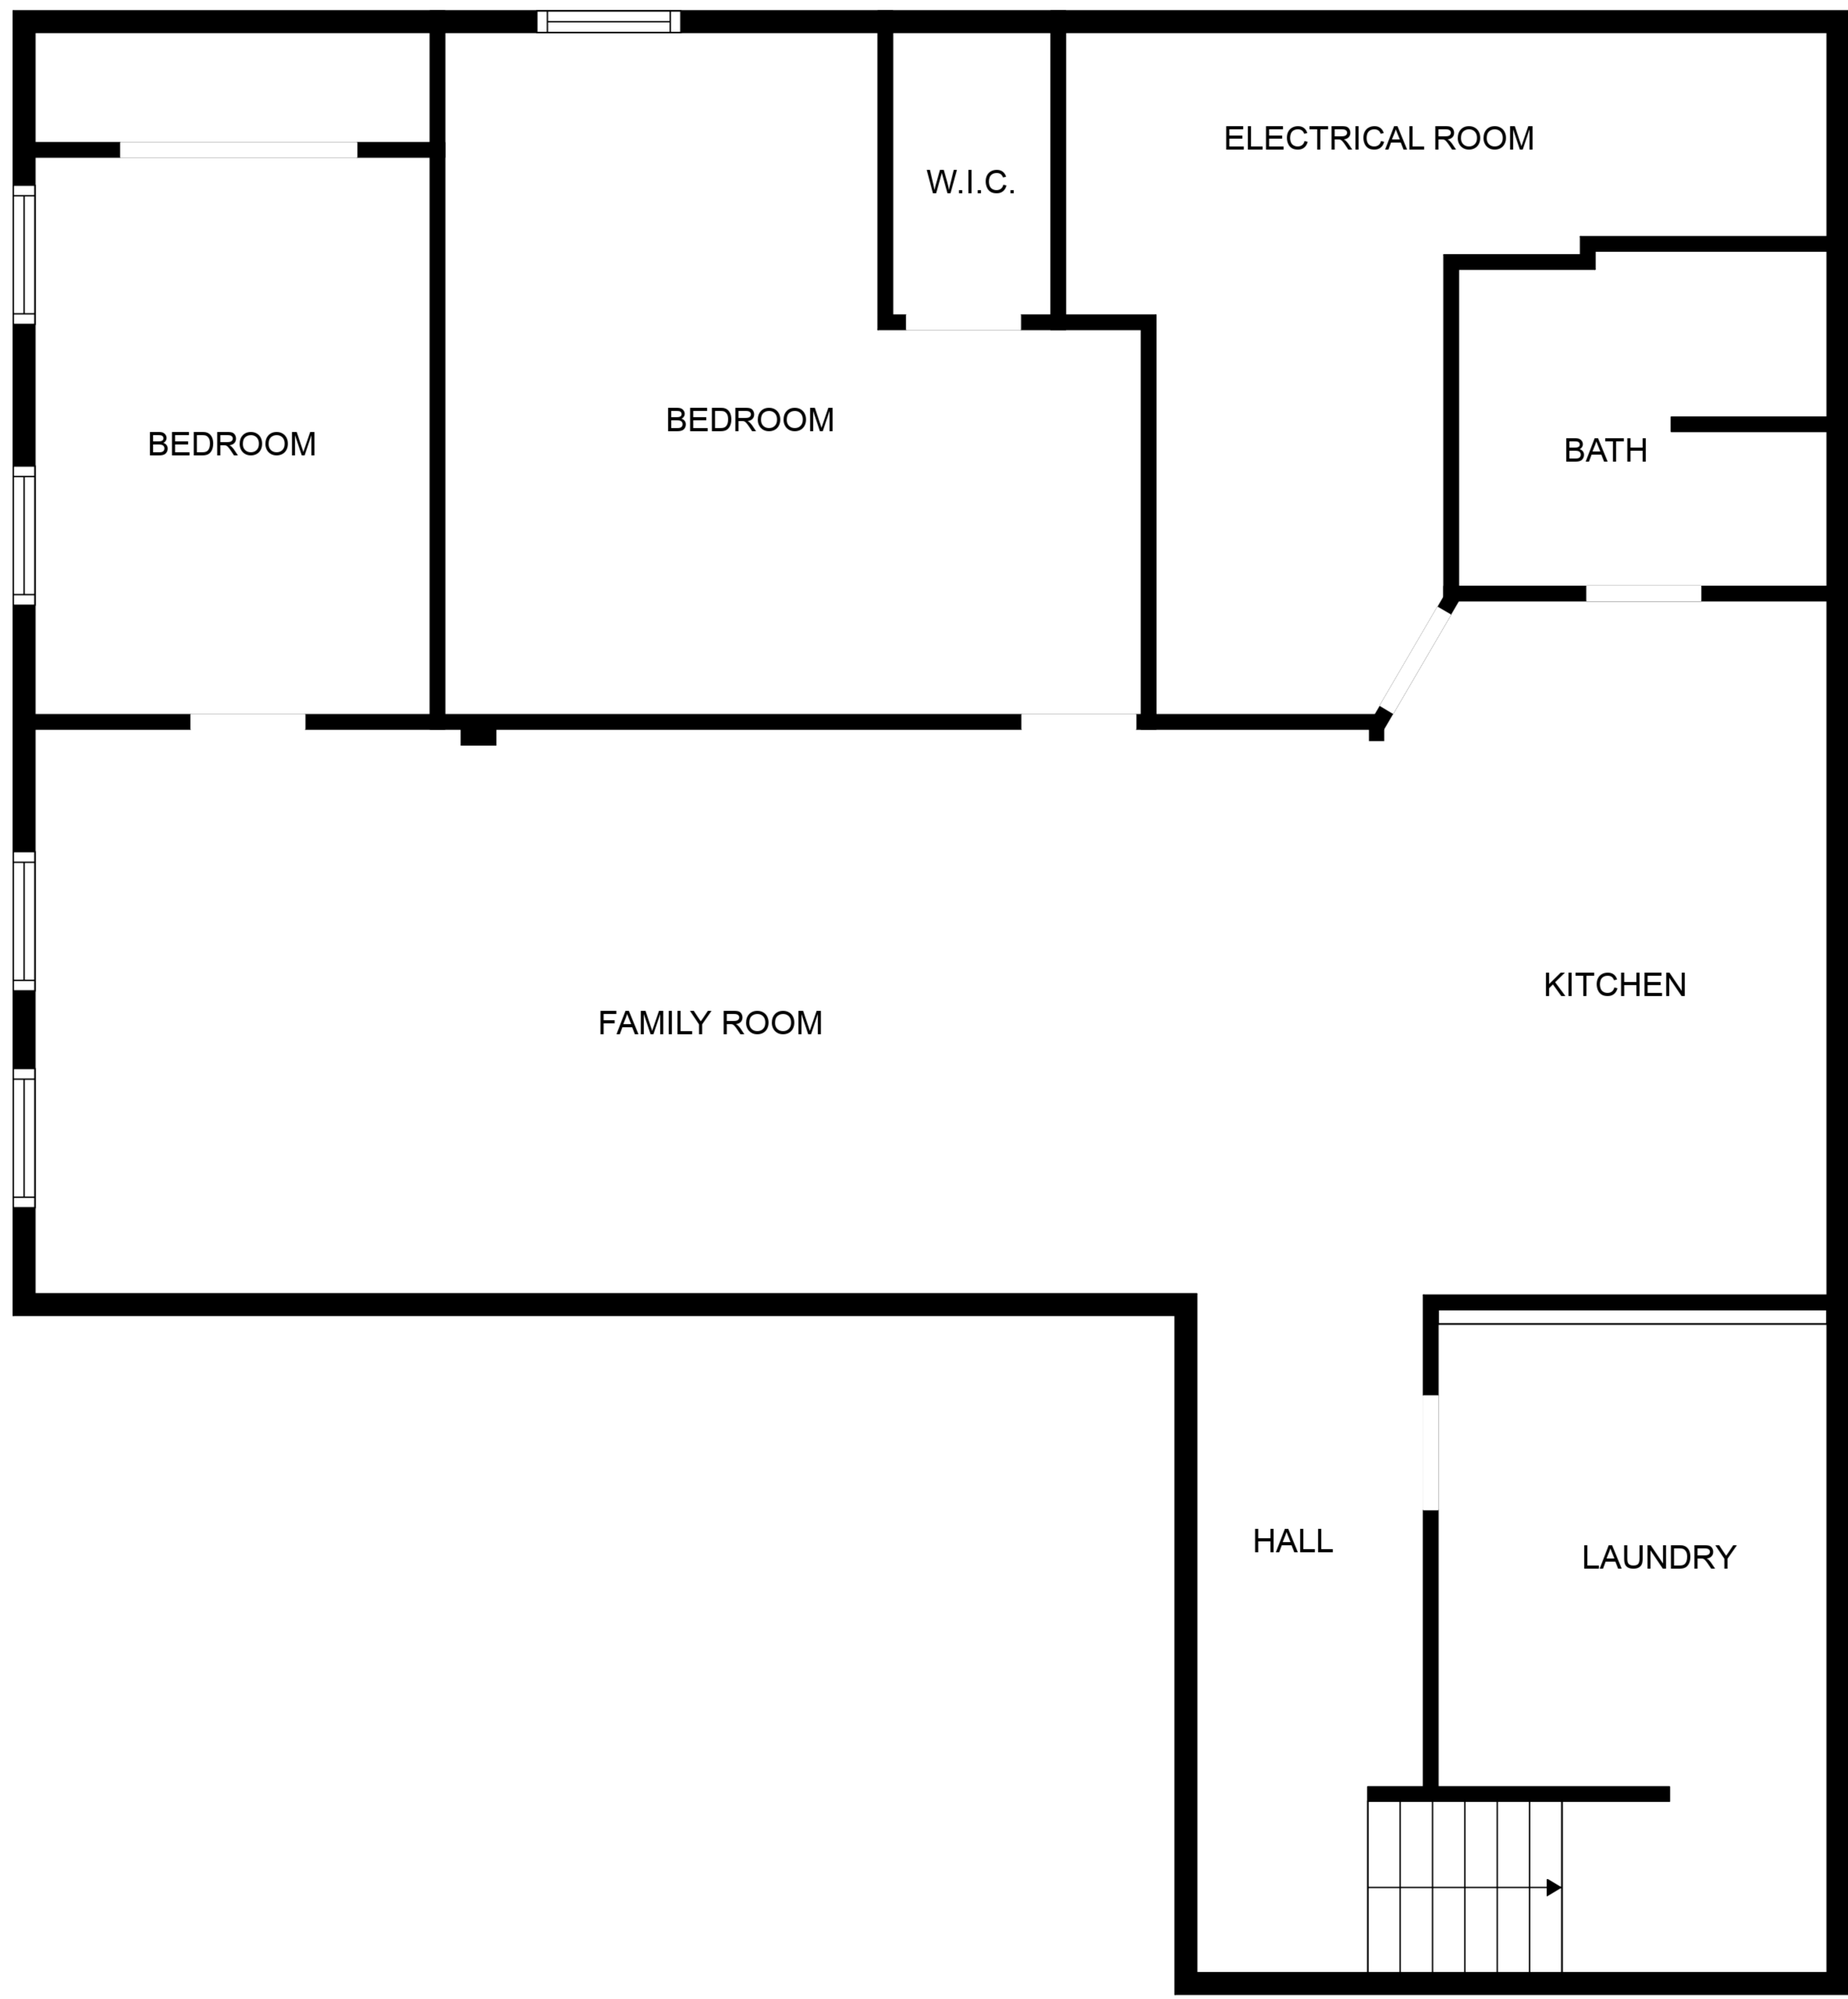 ELECTRICAL ROOM
W.I.C.
BEDROOM
BEDROOM
BATH
KITCHEN
FAMILY ROOM
HALL
LAUNDRY